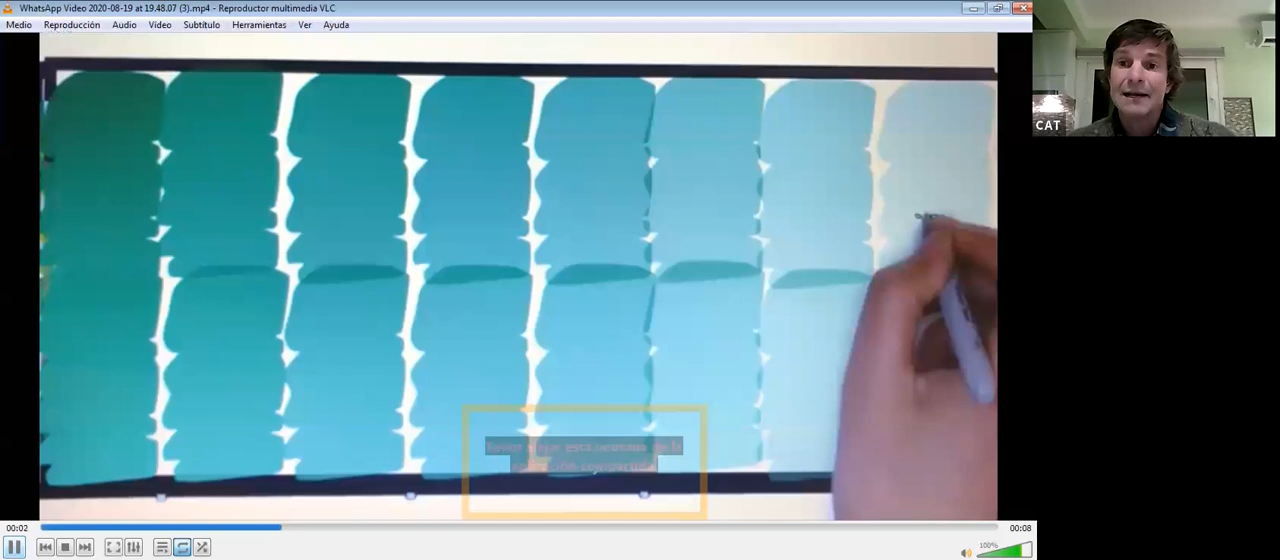 WhatsApp Video 2020-08-19 at 19.48.07 (3).mp4 - Reproductor multimedia VLC
Medio Reproducción Audio Vídeo Subtítulo Herramientas Ver Ayuda
CAT
00:02
00:08
100%